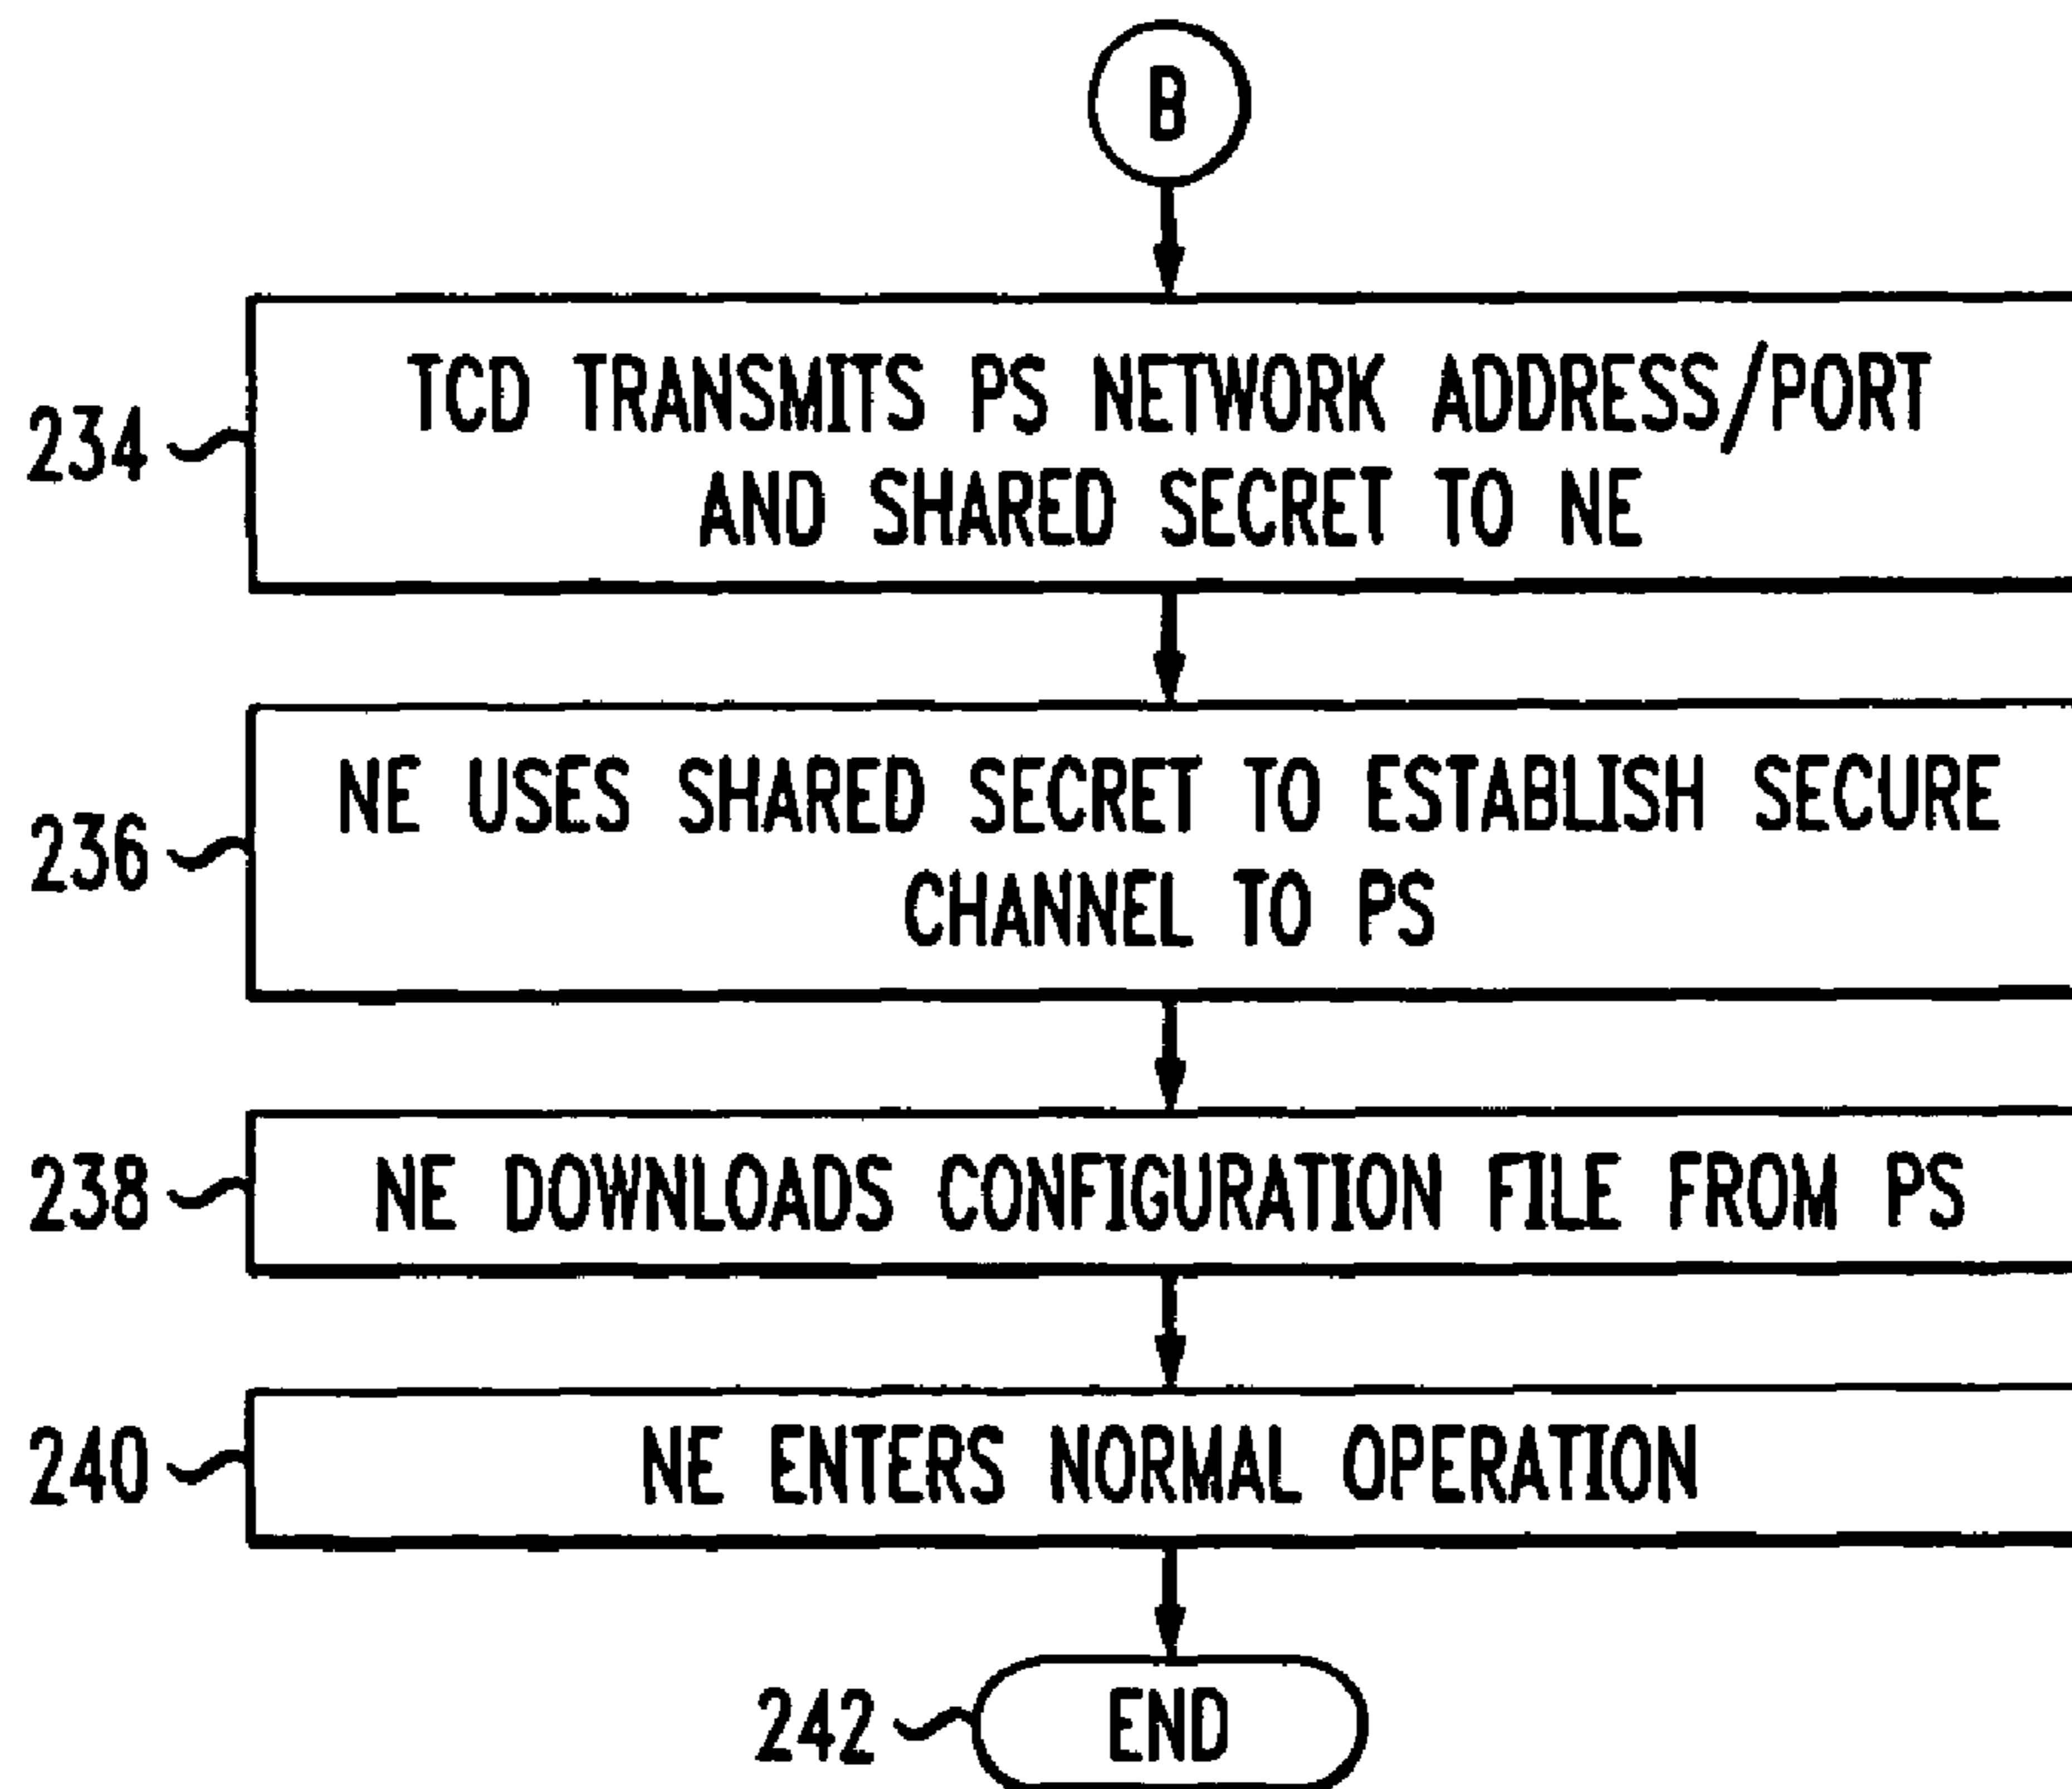 B
234
TCD TRANSMITS PS NETWORK ADDRESS/PORT
AND SHARED SECRET TO NE
236
NE USES SHARED SECRET TO ESTABLISH SECURE
CHANNEL TO PS
238
NE DOWNLOADS CONFIGURATION FILE FROM PS
240
NE ENTERS NORMAL OPERATION
242
END